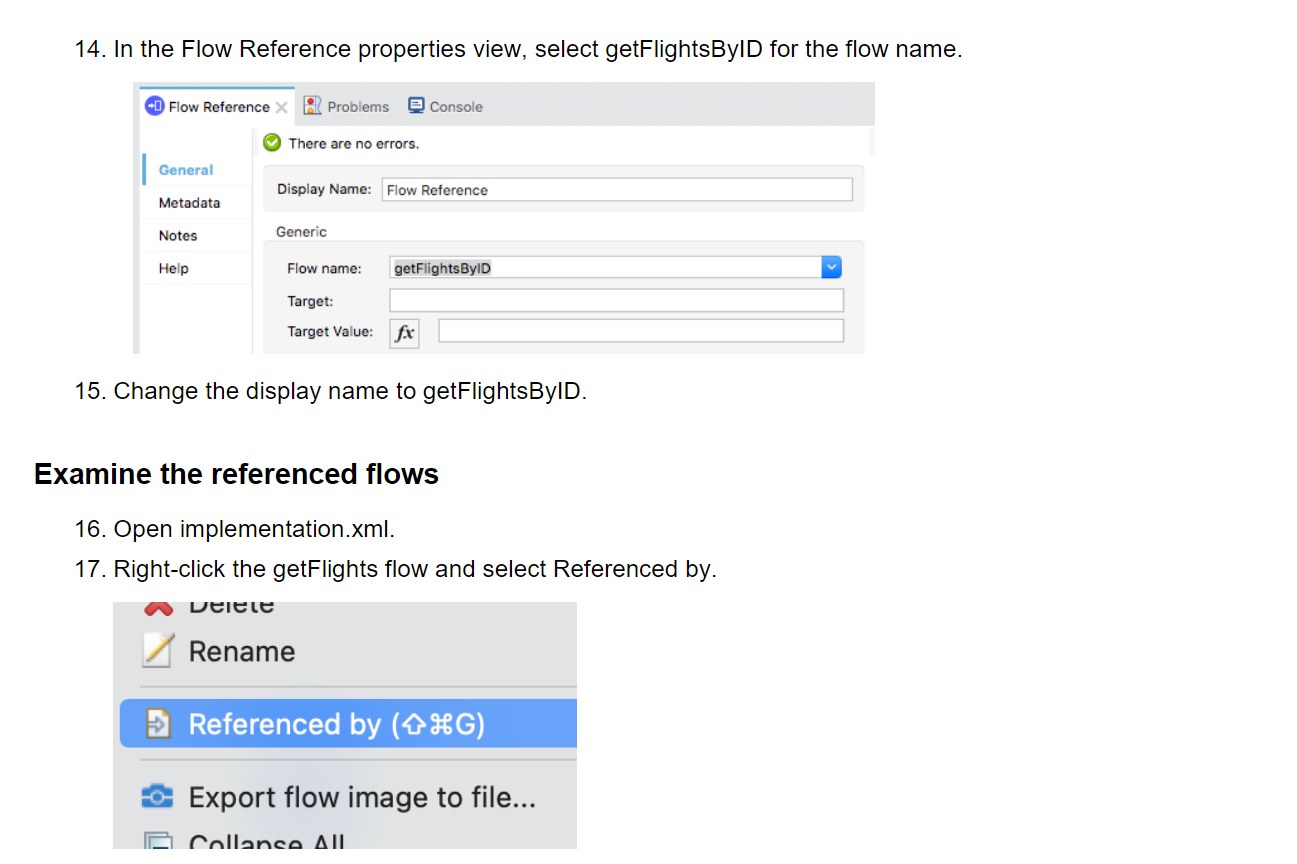 14. In the Flow Reference properties view, select getFlightsByID for the flow name.
Flow Reference Problems Console
There are no errors.
General
Display Name: Flow Reference
Metadata
Notes
Generic
Help
Flow name: getFlightsByID
Target:
Target Value: fx
15. Change the display name to getFlightsByID.
Examine the referenced flows
16. Open implementation.xml.
17. Right-click the getFlights flow and select Referenced by.
Delete
Rename
Referenced by (⇧⌘G)
Export flow image to file...
Collapse All